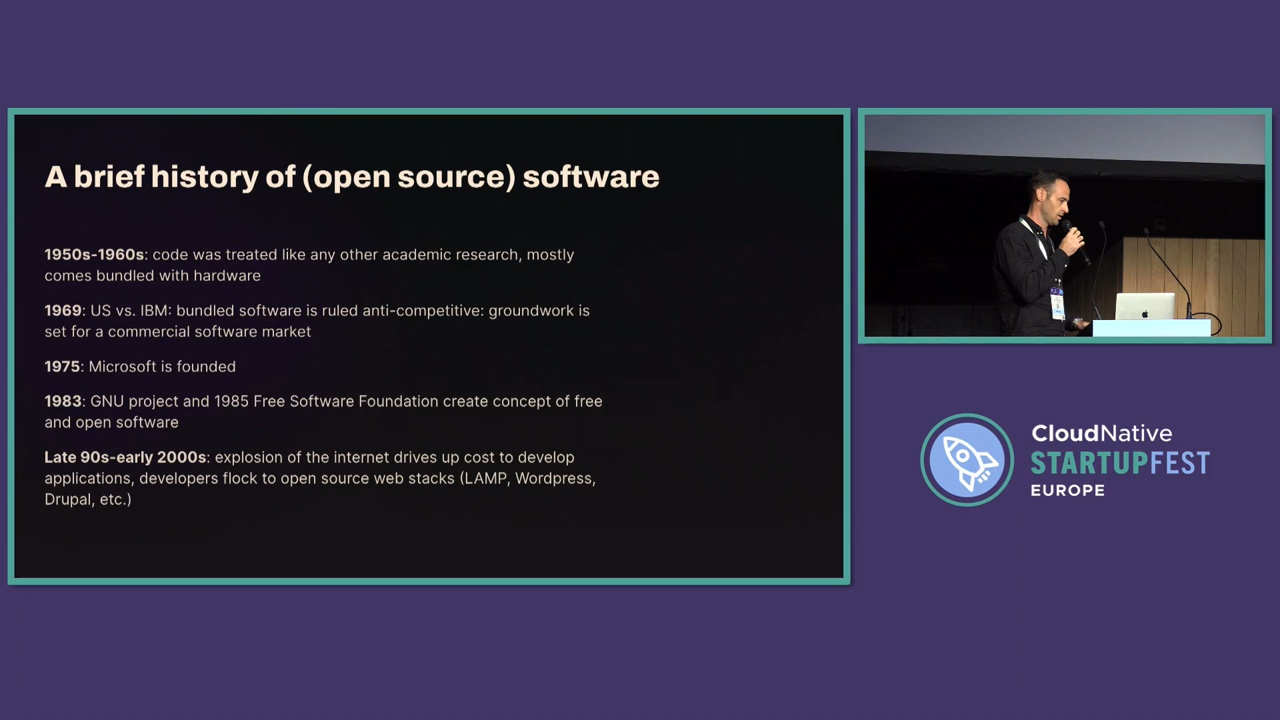 A brief history of (open source) software
1950s-1960s: code was treated like any other academic research, mostly
comes bundled with hardware
1969: US vs. IBM: bundled software is ruled anti-competitive: groundwork is
set for a commercial software market
1975: Microsoft is founded
1983: GNU project and 1985 Free Software Foundation create concept of free
and open software
Late 90s-early 2000s: explosion of the internet drives up cost to develop
applications, developers flock to open source web stacks (LAMP, Wordpress,
Drupal, etc.)
CloudNative
STARTUPFEST
EUROPE